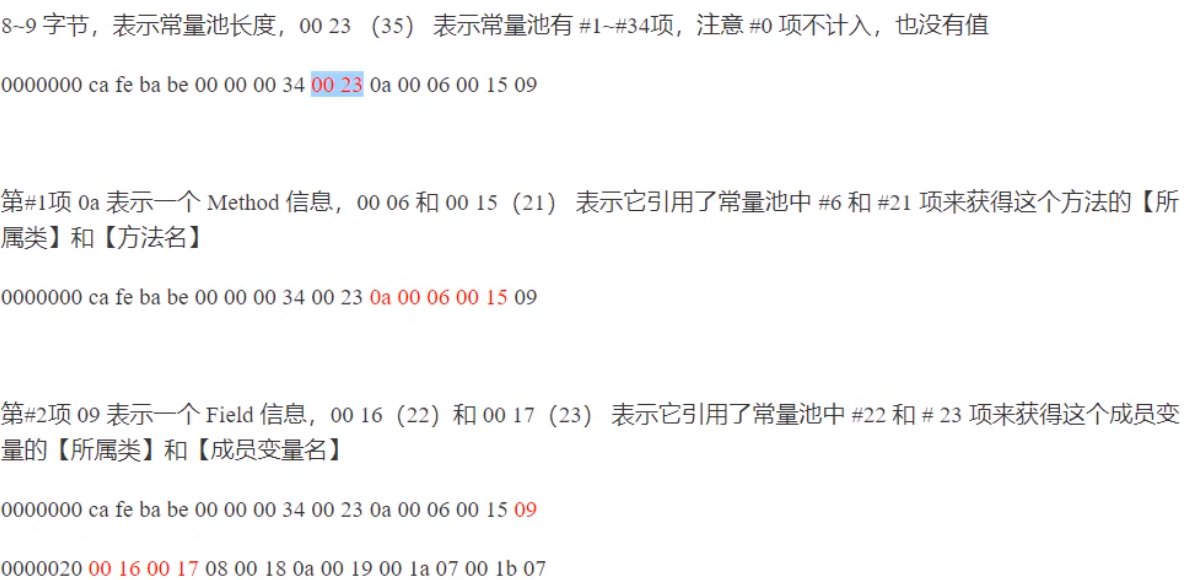 8~9 字节，表示常量池长度，00 23 （35） 表示常量池有 #1~#34项，注意 #0 项不计入，也没有值
0000000 ca fe ba be 00 00 00 34 00 23 0a 00 06 00 15 09
第#1项 0a 表示一个 Method 信息，00 06 和 00 15（21） 表示它引用了常量池中 #6 和 #21 项来获得这个方法的【所
属类】和【方法名】
0000000 ca fe ba be 00 00 00 34 00 23 0a 00 06 00 15 09
第#2项 09 表示一个 Field 信息，00 16（22）和 00 17（23） 表示它引用了常量池中 #22 和 # 23 项来获得这个成员变
量的【所属类】和【成员变量名】
0000000 ca fe ba be 00 00 00 34 00 23 0a 00 06 00 15 09
0000020 00 16 00 17 08 00 18 0a 00 19 00 1a 07 00 1b 07